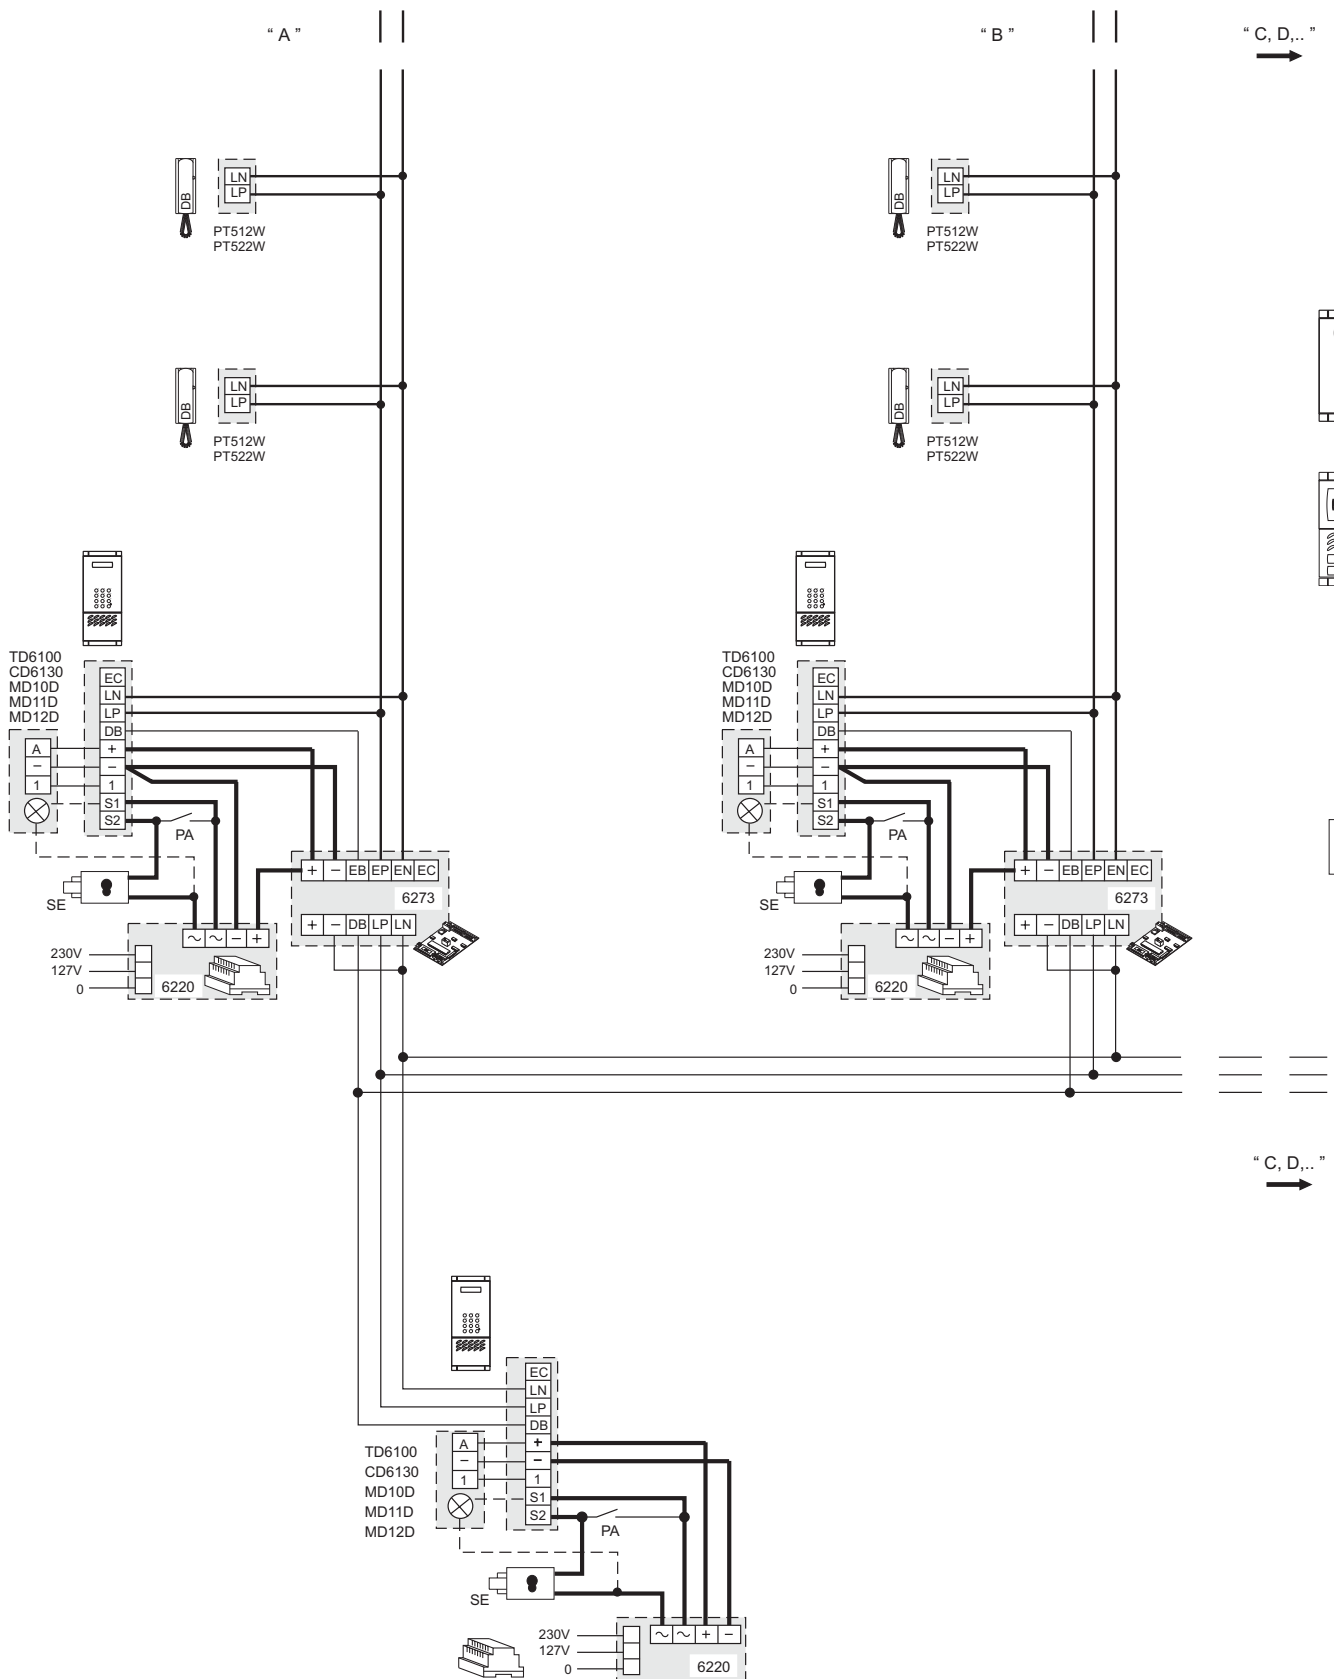 “ A ”
“ B ”
“ C, D,.. ”
DB
LN
LP
PT512W
PT522W
DB
LN
LP
PT512W
PT522W
DB
LN
LP
PT512W
PT522W
DB
LN
LP
PT512W
PT522W
TD6100
CD6130
MD10D
MD11D
MD12D
EC
LN
LP
DB
+
–
1
S1
S2
A
–
1
PA
SE
+ – EB EP EN EC
6273
+ – DB LP LN
~ ~ – +
230V
127V
0
6220
TD6100
CD6130
MD10D
MD11D
MD12D
EC
LN
LP
DB
+
–
1
S1
S2
A
–
1
PA
SE
+ – EB EP EN EC
6273
+ – DB LP LN
~ ~ – +
230V
127V
0
6220
“ C, D,.. ”
TD6100
CD6130
MD10D
MD11D
MD12D
A
–
1
EC
LN
LP
DB
+
–
1
S1
S2
PA
SE
~ ~ + –
230V
127V
0
6220